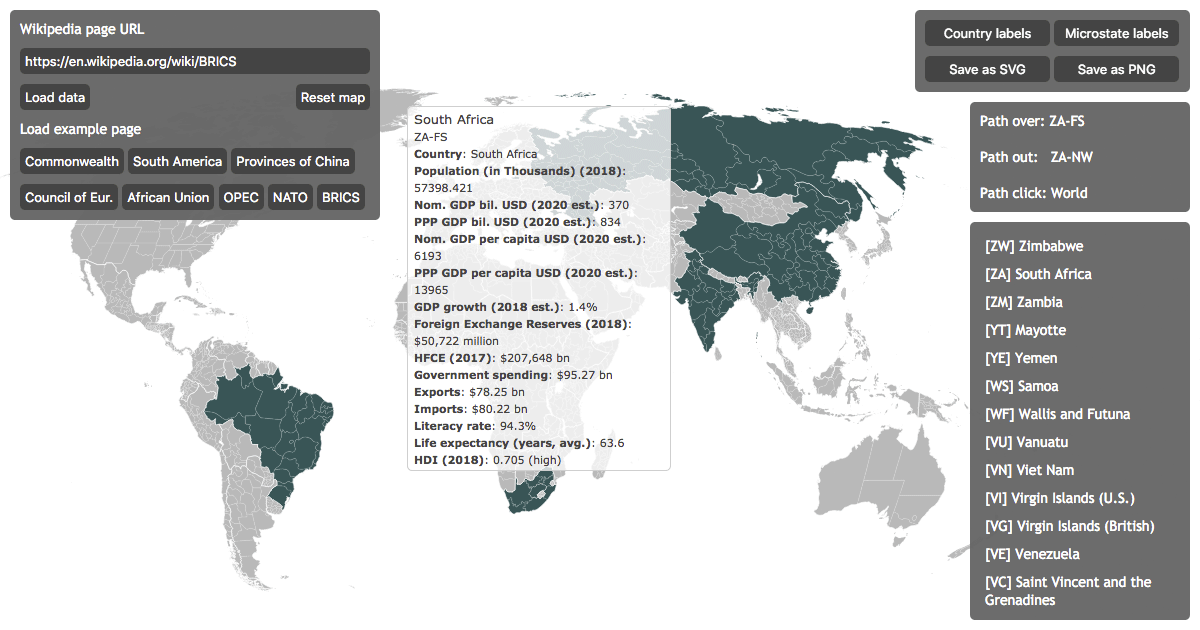 Wikipedia page URL
https://en.wikipedia.org/wiki/BRICS
Load data
Reset map
Load example page
Commonwealth
South America
Provinces of China
Council of Eur.
African Union
OPEC
NATO
BRICS
South Africa
ZA-FS
Country: South Africa
Population (in Thousands) (2018):
57398.421
Nom. GDP bil. USD (2020 est.): 370
PPP GDP bil. USD (2020 est.): 834
Nom. GDP per capita USD (2020 est.):
6193
PPP GDP per capita USD (2020 est.):
13965
GDP growth (2018 est.): 1.4%
Foreign Exchange Reserves (2018):
$50,722 million
HFCE (2017): $207,648 bn
Government spending: $95.27 bn
Exports: $78.25 bn
Imports: $80.22 bn
Literacy rate: 94.3%
Life expectancy (years, avg.): 63.6
HDI (2018): 0.705 (high)
Country labels
Microstate labels
Save as SVG
Save as PNG
Path over: ZA-FS
Path out: ZA-NW
Path click: World
[ZW] Zimbabwe
[ZA] South Africa
[ZM] Zambia
[YT] Mayotte
[YE] Yemen
[WS] Samoa
[WF] Wallis and Futuna
[VU] Vanuatu
[VN] Viet Nam
[VI] Virgin Islands (U.S.)
[VG] Virgin Islands (British)
[VE] Venezuela
[VC] Saint Vincent and the
Grenadines